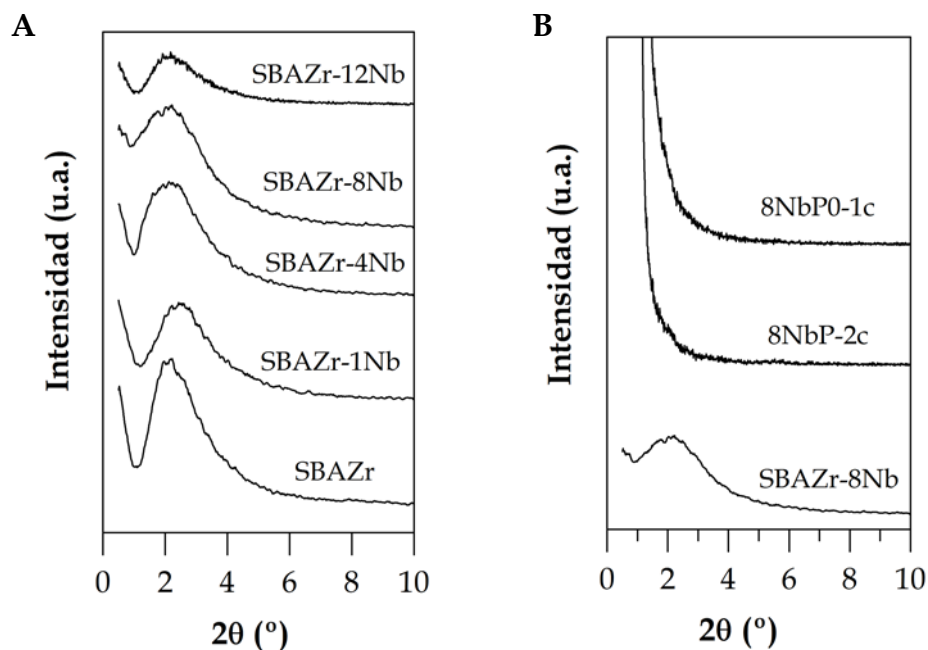 A
Intensidad (u.a.)
SBAZr-12Nb
SBAZr-8Nb
SBAZr-4Nb
SBAZr-1Nb
SBAZr
0 2 4 6 8 10
2θ (º)
B
Intensidad (u.a.)
8NbP0-1c
8NbP-2c
SBAZr-8Nb
0 2 4 6 8 10
2θ (º)